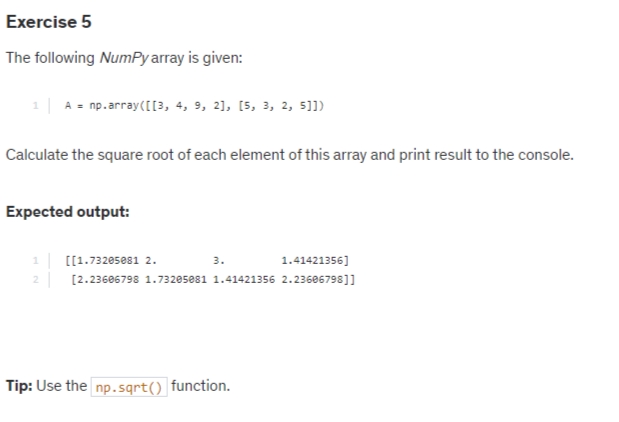 Exercise 5
The following NumPy array is given:
1 A = np.array([[3, 4, 9, 2], [5, 3, 2, 5]])
Calculate the square root of each element of this array and print result to the console.
Expected output:
1 [[1.73205081 2.         3.         1.41421356]
2  [2.23606798 1.73205081 1.41421356 2.23606798]]
Tip: Use the np.sqrt() function.